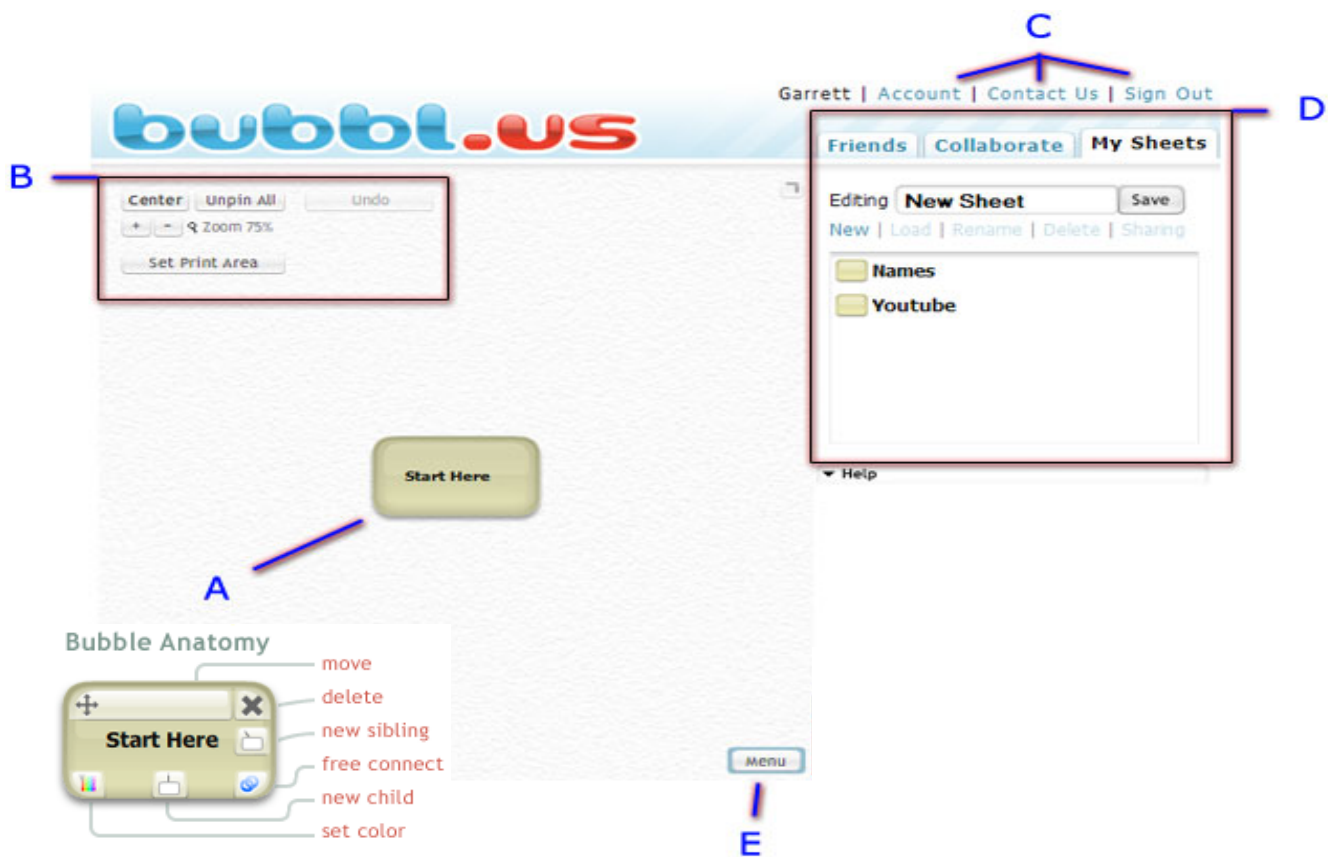 C
Garrett | Account | Contact Us | Sign Out
D
bubbl.us
Friends Collaborate My Sheets
B
Center Unpin All Undo
Editing New Sheet Save
+ - Zoom 75%
New | Load | Rename | Delete | Sharing
Set Print Area
Names
Youtube
Start Here
Help
A
Bubble Anatomy
move
delete
new sibling
Start Here
free connect
new child
set color
Menu
E